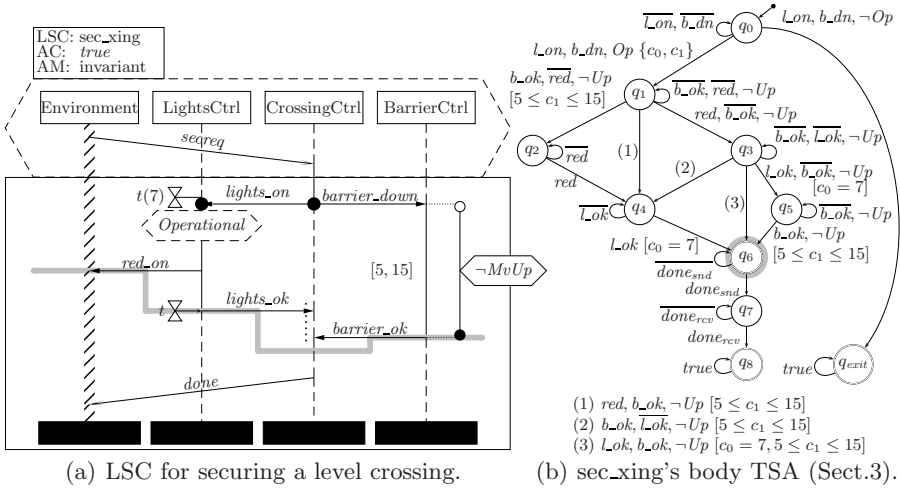 LSC: sec_xing
AC: true
AM: invariant
Environment
LightsCtrl
CrossingCtrl
BarrierCtrl
secreq
t(7)
lights_on
barrier_down
Operational
red_on
[5, 15]
¬MvUp
t
lights_ok
barrier_ok
done
(a) LSC for securing a level crossing.
l_on, b_dn
q0
l_on, b_dn, ¬Op
l_on, b_dn, Op {c0, c1}
b_ok, red, ¬Up
[5 ≤ c1 ≤ 15]
q1
b_ok, red, ¬Up
red, b_ok, ¬Up
q2
red
(1)
q3
b_ok, l_ok, ¬Up
(2)
red
l_ok, b_ok, ¬Up
[c0 = 7]
l_ok
q4
(3)
q5
b_ok, ¬Up
l_ok [c0 = 7]
b_ok, ¬Up
[5 ≤ c1 ≤ 15]
q6
done_snd
done_snd
q7
done_rcv
done_rcv
true
q8
true
q_exit
(1) red, b_ok, ¬Up [5 ≤ c1 ≤ 15]
(2) b_ok, l_ok, ¬Up [5 ≤ c1 ≤ 15]
(3) l_ok, b_ok, ¬Up [c0 = 7, 5 ≤ c1 ≤ 15]
(b) sec_xing's body TSA (Sect.3).